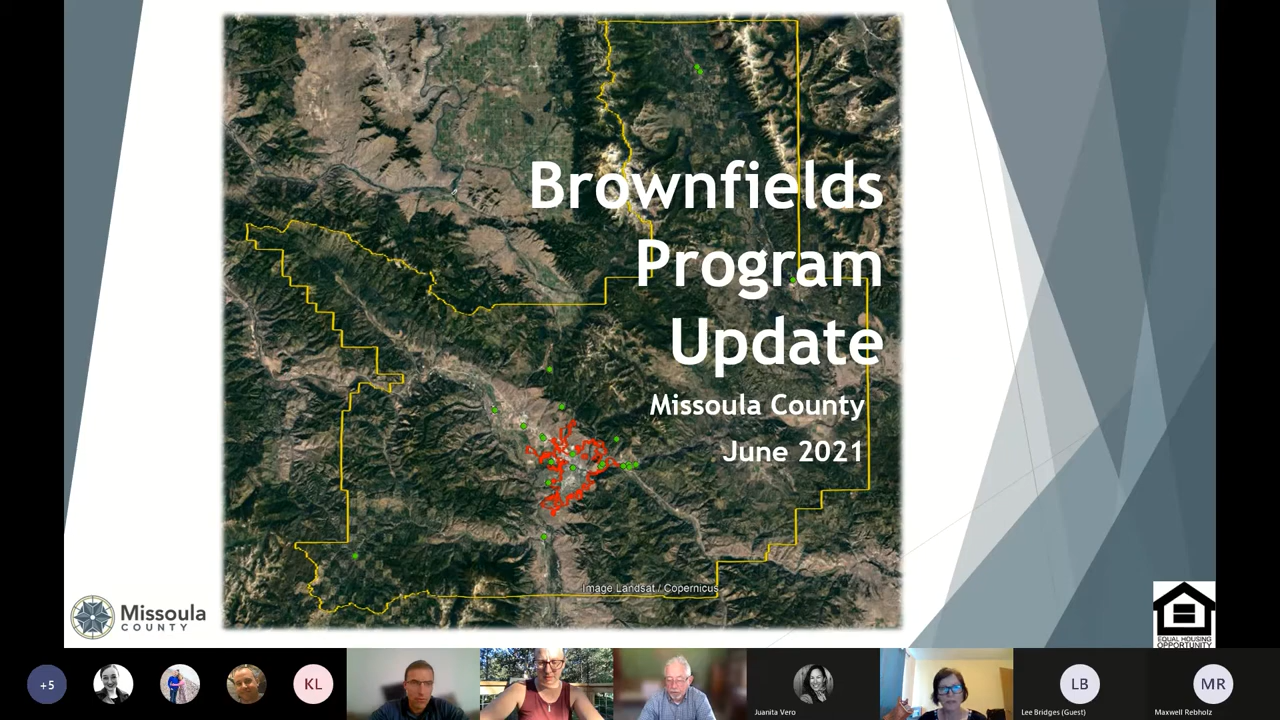 Brownfields
Program
Update
Missoula County
June 2021
Image Landsat / Copernicus
Missoula
COUNTY
EQUAL HOUSING
OPPORTUNITY
+5
KL
Juanita Vero
LB
Lee Bridges (Guest)
MR
Maxwell Rebholz